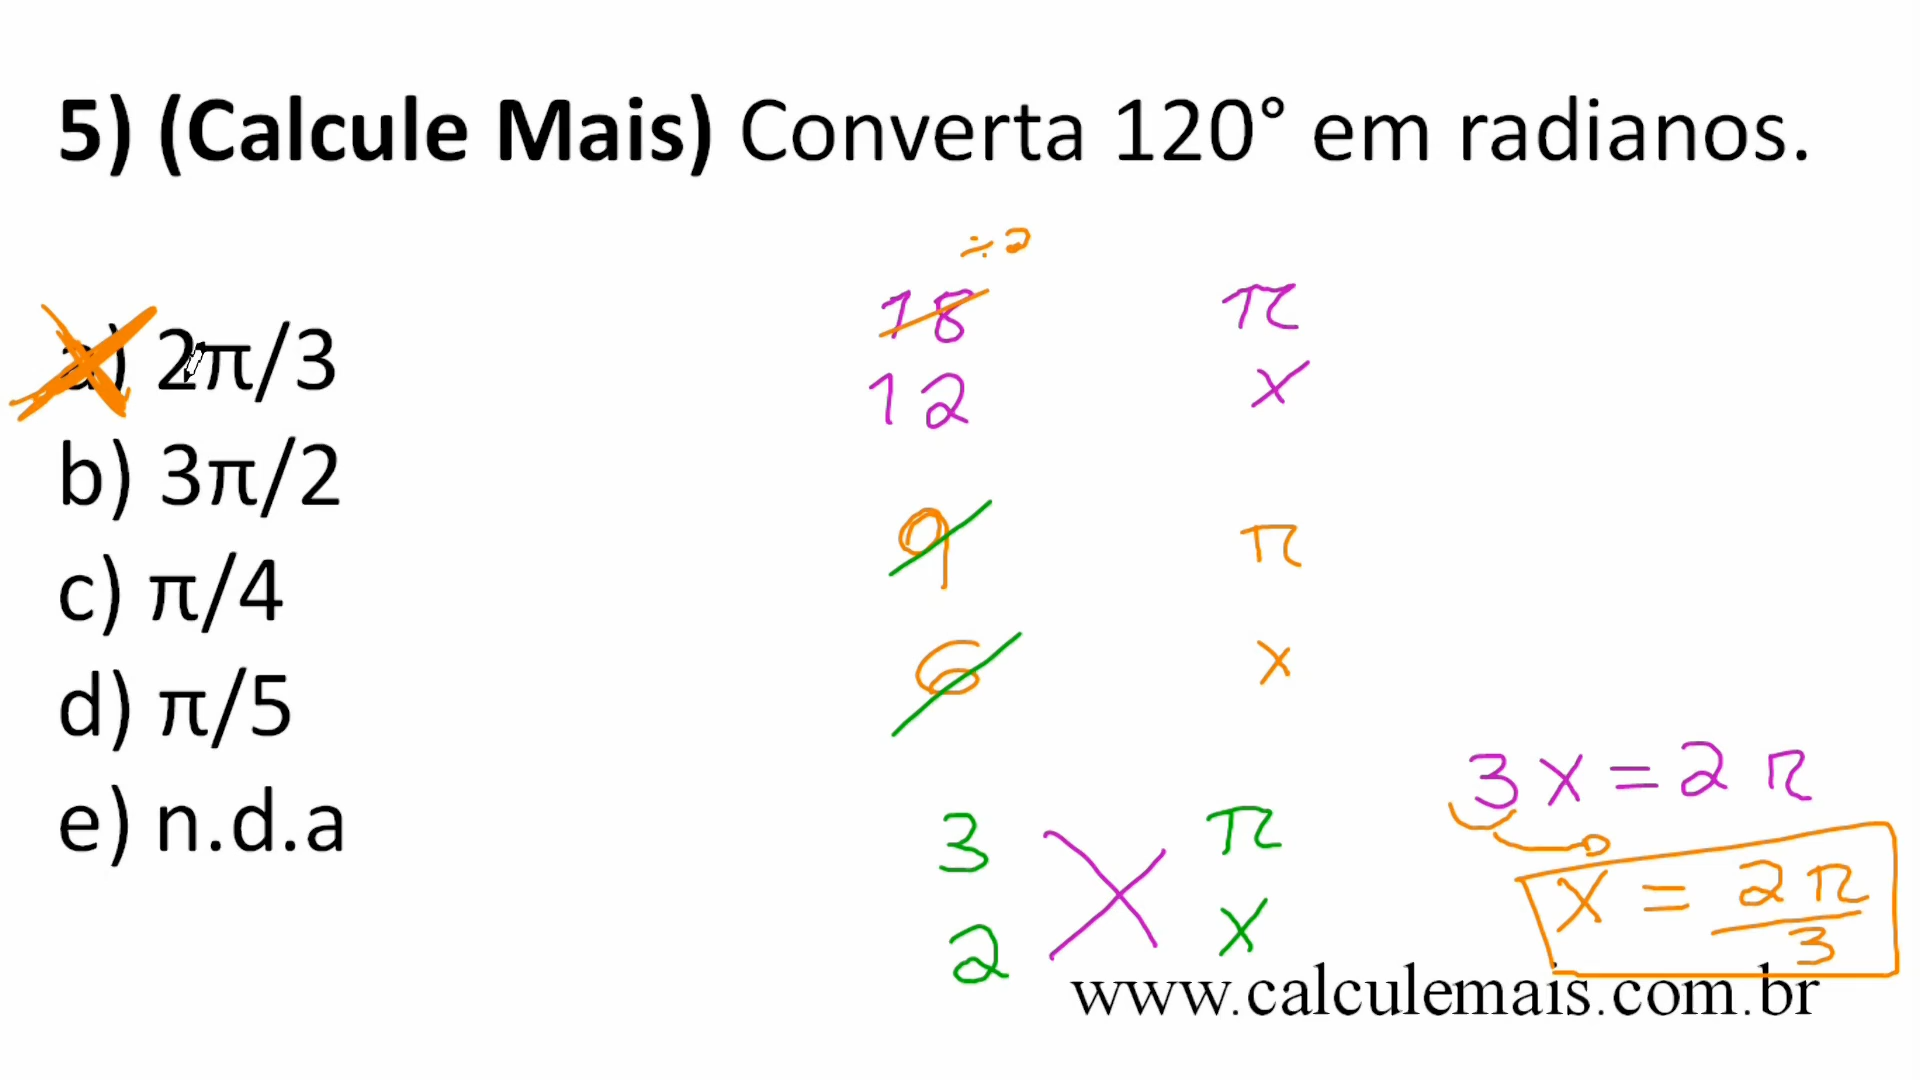 5) (Calcule Mais) Converta 120° em radianos.
÷2
18 π
12 x
a) 2π/3
b) 3π/2
9 π
c) π/4
6 x
d) π/5
e) n.d.a
3x = 2π
3 π
2 x
x = 2π/3
www.calculemais.com.br